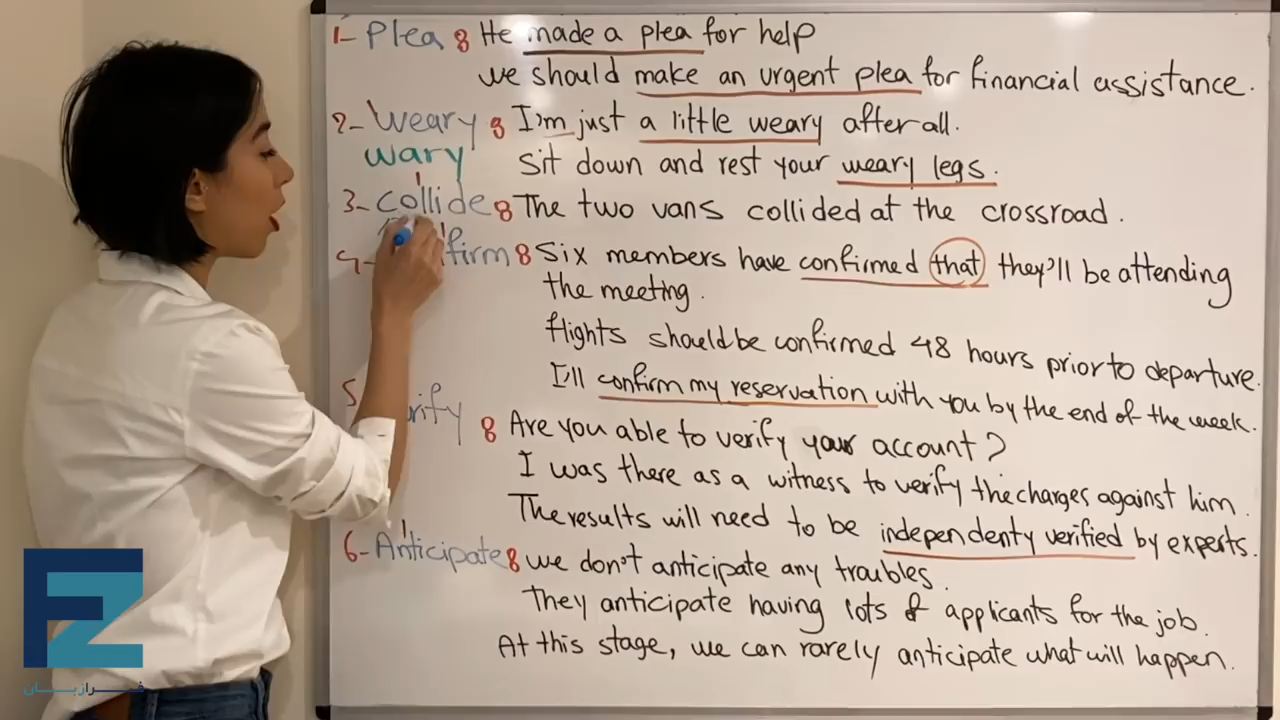 1- Plea 8 He made a plea for help
we should make an urgent plea for financial assistance.
2- weary 8 I'm just a little weary after all.
wary sit down and rest your weary legs.
3- collide 8 The two vans collided at the crossroad.
4- firm 8 Six members have confirmed that they'll be attending
the meeting.
flights should be confirmed 48 hours prior to departure.
I'll confirm my reservation with you by the end of the week.
5 rify 8 Are you able to verify your account?
I was there as a witness to verify the charges against him.
The results will need to be independenty verified by experts.
6- Anticipate 8 we don't anticipate any troubles.
They anticipate having lots of applicants for the job.
At this stage, we can rarely anticipate what will happen.
FZ
فرازبان